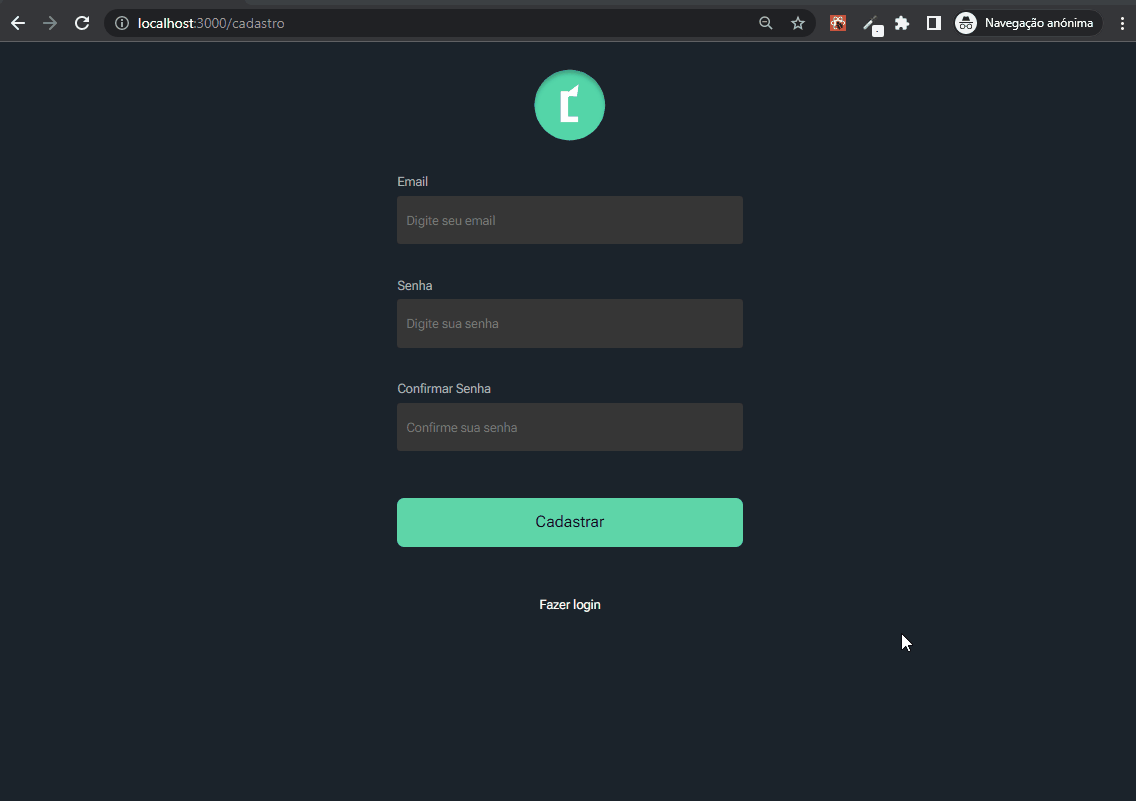 localhost:3000/cadastro
Navegação anónima
Email
Digite seu email
Senha
Digite sua senha
Confirmar Senha
Confirme sua senha
Cadastrar
Fazer login